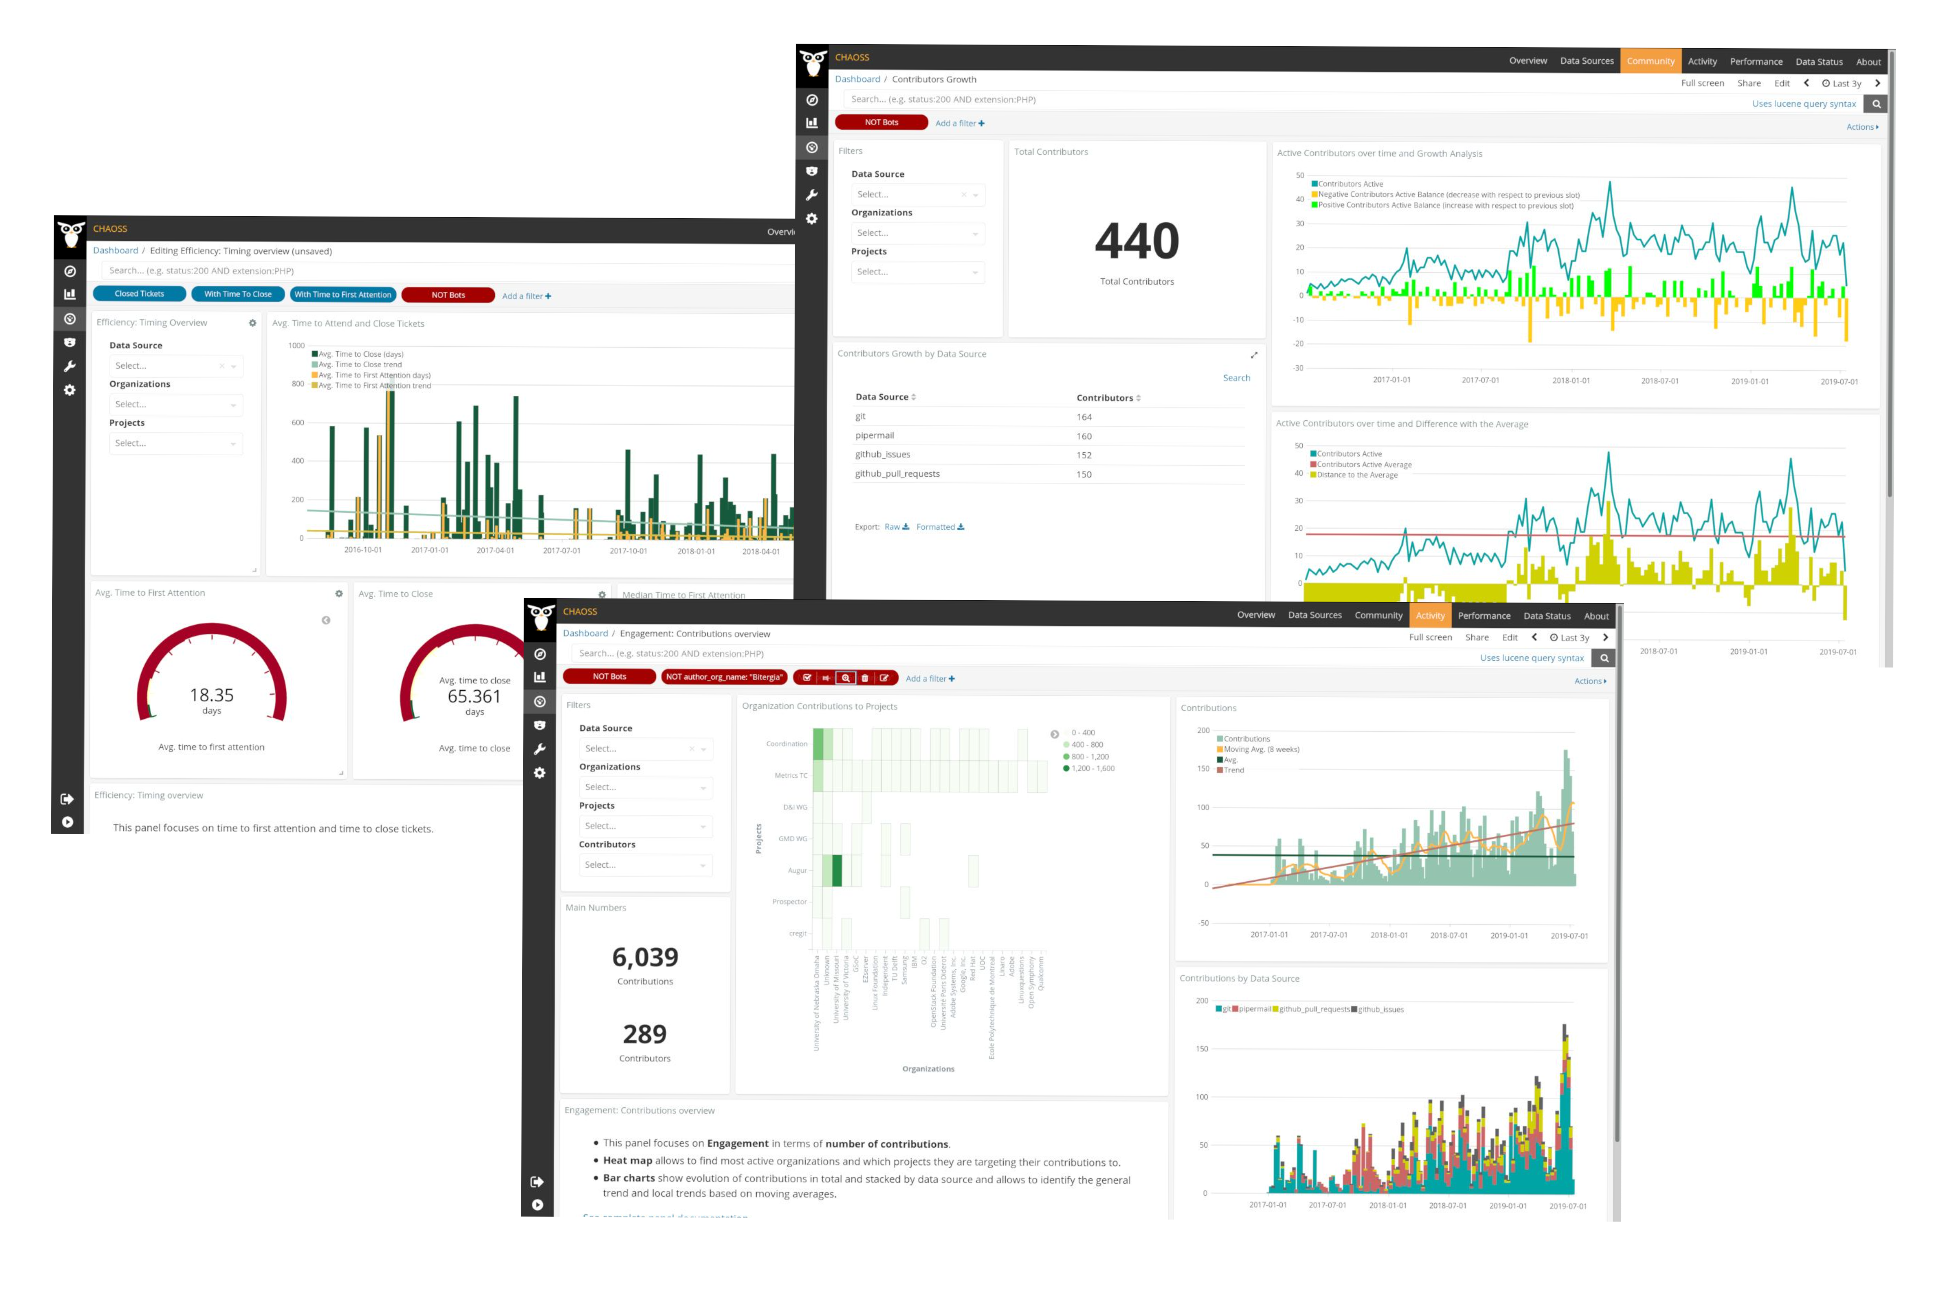 CHAOSS
Overview Data Sources Community Activity Performance Data Status About
Dashboard / Contributors Growth
Full screen Share Edit Last 3y
Search... (e.g. status:200 AND extension:PHP)
Uses lucene query syntax
NOT Bots Add a filter
Actions
Filters
Data Source
Select...
Organizations
Select...
Projects
Select...
Total Contributors
440
Total Contributors
Active Contributors over time and Growth Analysis
Contributors Active
Negative Contributors Active Balance (decrease with respect to previous slot)
Positive Contributors Active Balance (increase with respect to previous slot)
50
40
30
20
10
0
-10
-20
-30
2017-01-01 2017-07-01 2018-01-01 2018-07-01 2019-01-01 2019-07-01
Contributors Growth by Data Source
Search
Data Source Contributors
git 164
pipermail 160
github_issues 152
github_pull_requests 150
Export: Raw Formatted
Active Contributors over time and Difference with the Average
Contributors Active
Contributors Active Average
Distance to the Average
50
40
30
20
10
0
2018-07-01 2019-01-01 2019-07-01
CHAOSS
Dashboard / Editing Efficiency: Timing overview (unsaved)
Search... (e.g. status:200 AND extension:PHP)
Closed Tickets With Time To Close With Time to First Attention NOT Bots Add a filter
Efficiency: Timing Overview
Data Source
Select...
Organizations
Select...
Projects
Select...
Avg. Time to Attend and Close Tickets
Avg. Time to Close (days)
Avg. Time to Close trend
Avg. Time to First Attention days)
Avg. Time to First Attention trend
1000
800
600
400
200
0
2016-10-01 2017-01-01 2017-04-01 2017-07-01 2017-10-01 2018-01-01 2018-04-01
Avg. Time to First Attention
18.35
days
Avg. time to first attention
Avg. Time to Close
Avg. time to close
65.361
days
Avg. time to close
Median Time to First Attention
Efficiency: Timing overview
This panel focuses on time to first attention and time to close tickets.
CHAOSS
Overview Data Sources Community Activity Performance Data Status About
Dashboard / Engagement: Contributions overview
Full screen Share Edit Last 3y
Search... (e.g. status:200 AND extension:PHP)
Uses lucene query syntax
NOT Bots NOT author_org_name: "Bitergia" Add a filter
Actions
Filters
Data Source
Select...
Organizations
Select...
Projects
Select...
Contributors
Select...
Main Numbers
6,039
Contributions
289
Contributors
Organization Contributions to Projects
0 - 400
400 - 800
800 - 1,200
1,200 - 1,600
Projects
Coordination
Metrics TC
D&I WG
GMD WG
Augur
Prospector
cregit
University of Nebraska Omaha
Unknown
University of Missouri
University of Victoria
GSoC
EZserver
Linux Foundation
Independent
TU Delft
Samsung
IBM
O2
OpenStack Foundation
Universite Paris Diderot
Adobe Systems, Inc.
Google, Inc.
Red Hat
UOC
Ecole Polytechnique de Montreal
Linaro
Adobel
Uniquestions
Open Symphony
Qualcomm
Organizations
Contributions
Contributions
Moving Avg. (8 weeks)
Avg.
Trend
200
150
100
50
0
-50
2017-01-01 2017-07-01 2018-01-01 2018-07-01 2019-01-01 2019-07-01
Contributions by Data Source
git pipermail github_pull_requests github_issues
200
150
100
50
0
2017-01-01 2017-07-01 2018-01-01 2018-07-01 2019-01-01 2019-07-01
Engagement: Contributions overview
This panel focuses on Engagement in terms of number of contributions.
Heat map allows to find most active organizations and which projects they are targeting their contributions to.
Bar charts show evolution of contributions in total and stacked by data source and allows to identify the general
trend and local trends based on moving averages.